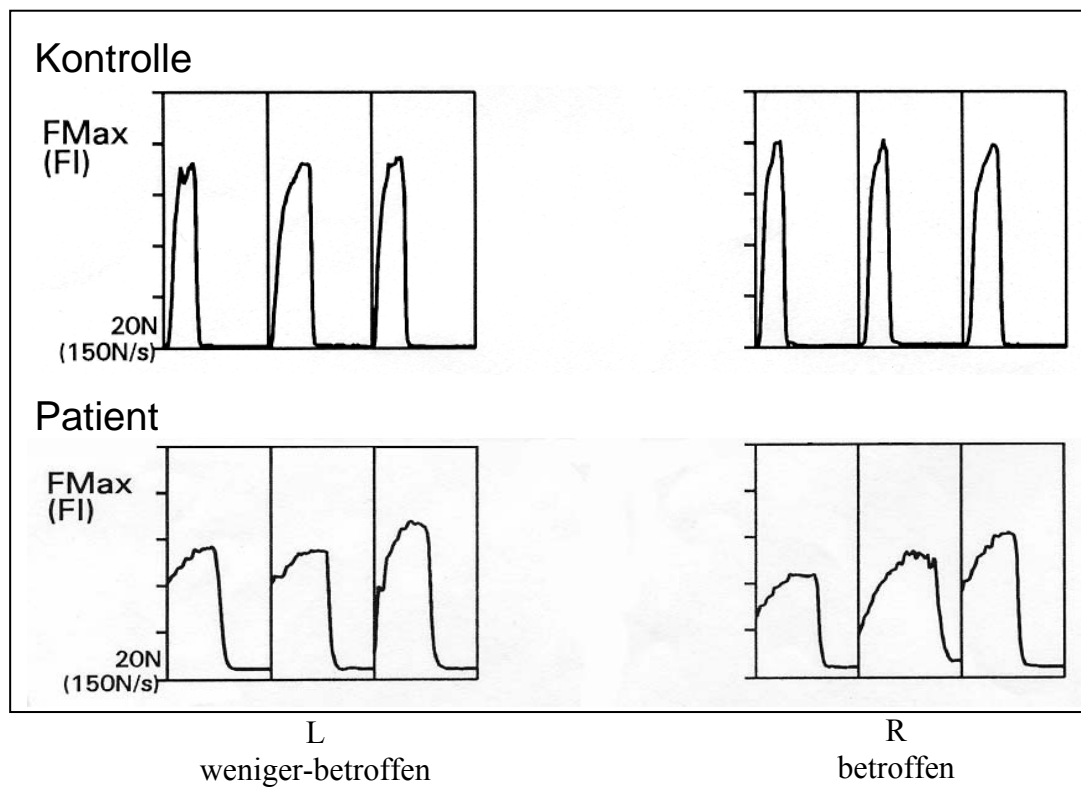 Kontrolle
FMax
(FI)
20N
(150N/s)
Patient
FMax
(FI)
20N
(150N/s)
L
weniger-betroffen
R
betroffen